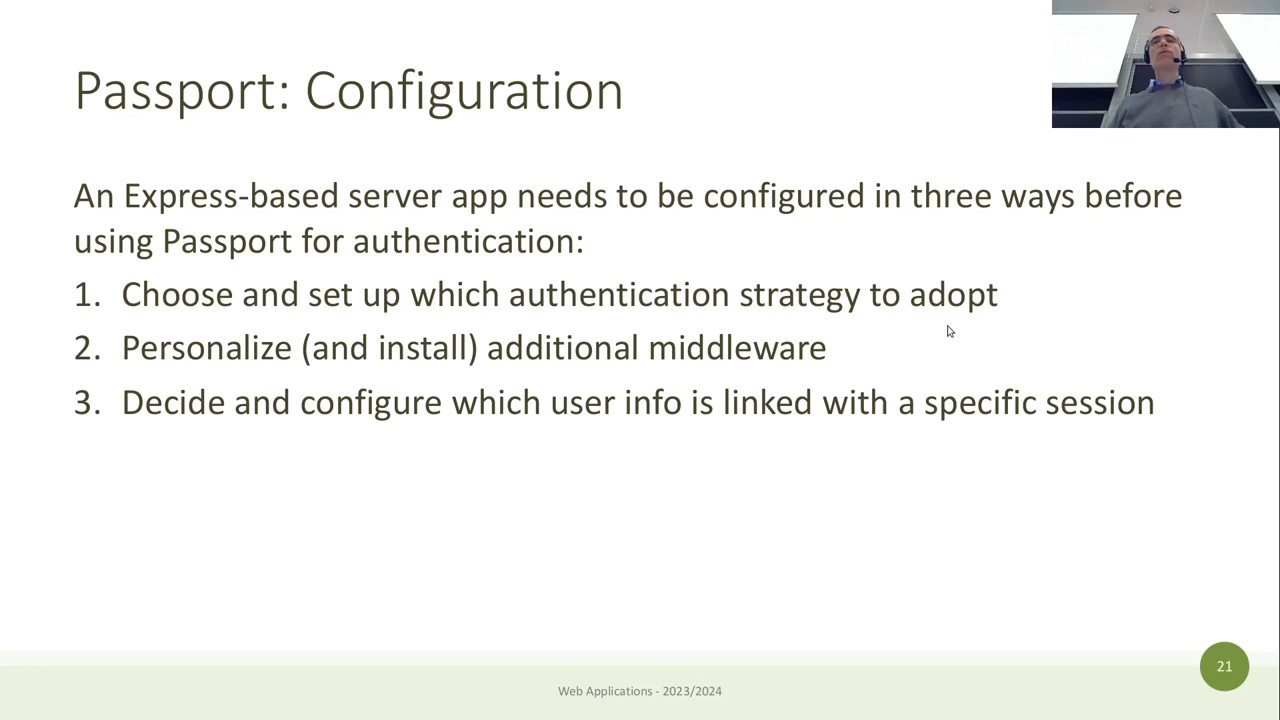 Passport: Configuration
An Express-based server app needs to be configured in three ways before
using Passport for authentication:
1. Choose and set up which authentication strategy to adopt
2. Personalize (and install) additional middleware
3. Decide and configure which user info is linked with a specific session
21
Web Applications - 2023/2024